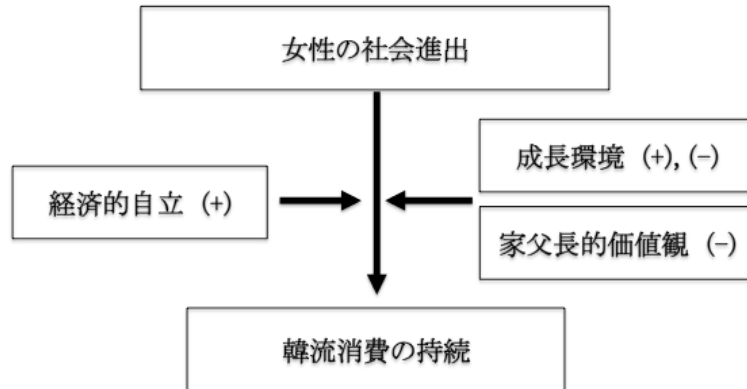 女性の社会進出
成長環境 (+), (−)
経済的自立 (+)
家父長的価値観 (−)
韓流消費の持続